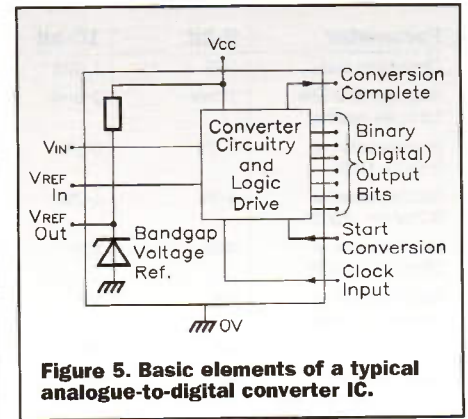 Vcc
Conversion
Complete
Converter
Circuitry
and
Logic
Drive
Binary
(Digital)
Output
Bits
VIN
VREF
In
VREF
Out
Bandgap
Voltage
Ref.
Start
Conversion
Clock
Input
0V
Figure 5. Basic elements of a typical
analogue-to-digital converter IC.